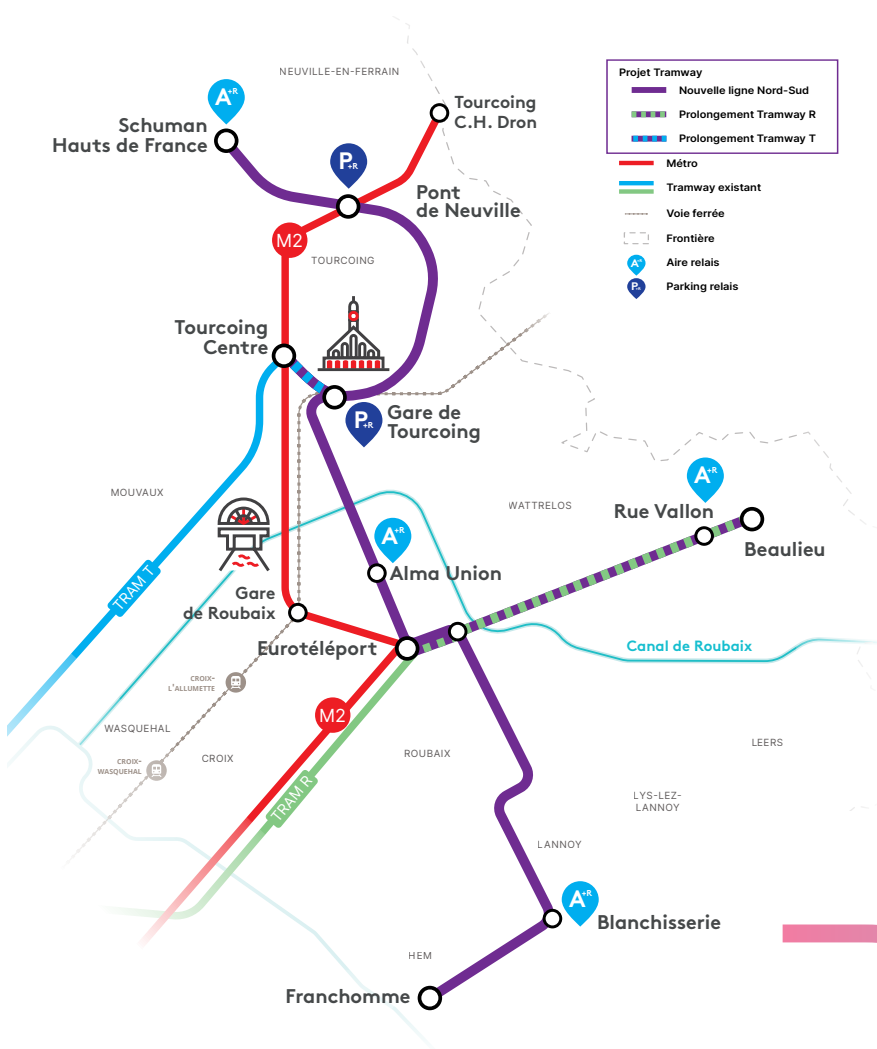 NEUVILLE-EN-FERRAIN
Projet Tramway
Nouvelle ligne Nord-Sud
Prolongement Tramway R
Prolongement Tramway T
Métro
Tramway existant
Voie ferrée
Frontière
A+R
Aire relais
P+R
Parking relais
A+R
Schuman
Hauts de France
Tourcoing
C.H. Dron
P+R
Pont
de Neuville
M2
TOURCOING
Tourcoing
Centre
P+R
Gare de
Tourcoing
MOUVAUX
WATTRELOS
A+R
Rue Vallon
Beaulieu
A+R
Alma Union
TRAM T
Gare
de Roubaix
Eurotéléport
Canal de Roubaix
CROIX-
L'ALLUMETTE
M2
WASQUEHAL
CROIX
CROIX-
WASQUEHAL
ROUBAIX
LEERS
TRAM R
LYS-LEZ-
LANNOY
LANNOY
A+R
Blanchisserie
HEM
Franchomme